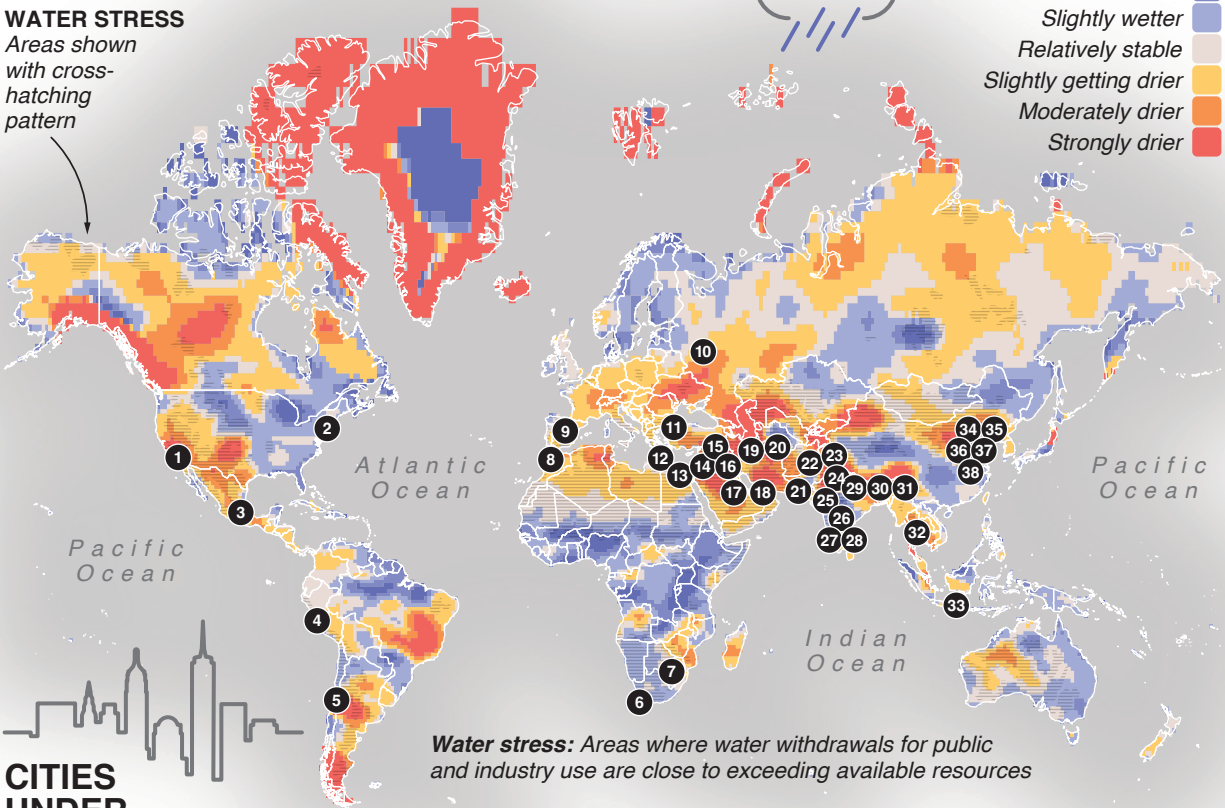 WATER STRESS
Areas shown
with cross-
hatching
pattern
Slightly wetter
Relatively stable
Slightly getting drier
Moderately drier
Strongly drier
10
2
9
11
34
35
1
8
12
15
19
20
36
37
13
14
16
22
23
38
Atlantic
Ocean
Pacific
Ocean
17
18
21
24
29
30
31
25
3
26
27
28
32
Pacific
Ocean
4
33
Indian
Ocean
7
5
6
Water stress: Areas where water withdrawals for public
and industry use are close to exceeding available resources
CITIES
UNDER